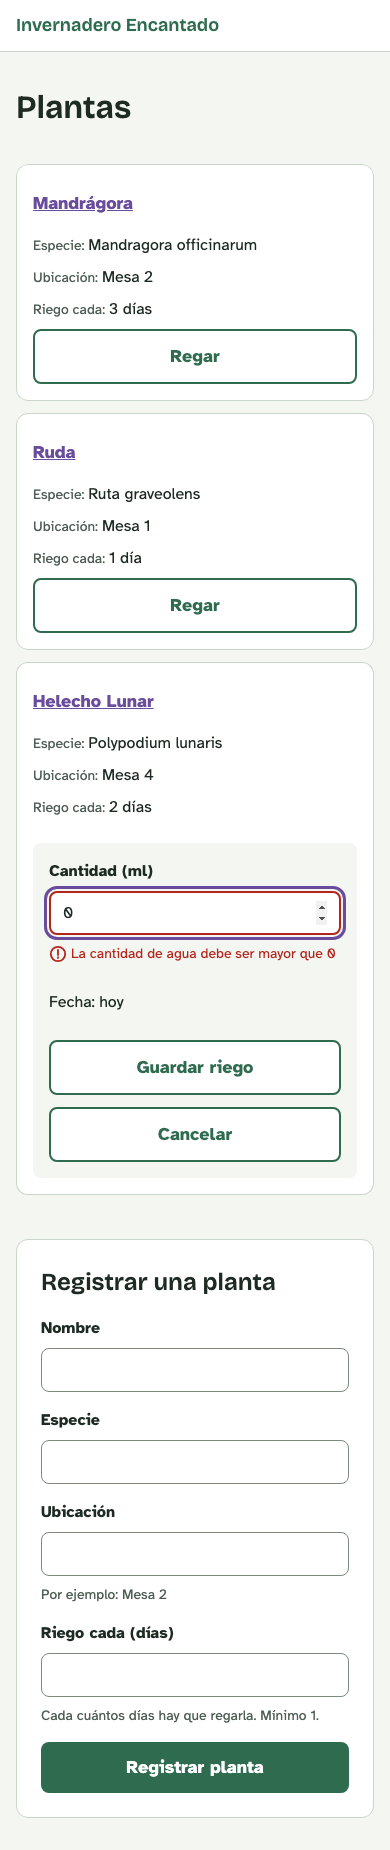 Invernadero Encantado
Plantas
Mandrágora
Especie: Mandragora officinarum
Ubicación: Mesa 2
Riego cada: 3 días
Regar
Ruda
Especie: Ruta graveolens
Ubicación: Mesa 1
Riego cada: 1 día
Regar
Helecho Lunar
Especie: Polypodium lunaris
Ubicación: Mesa 4
Riego cada: 2 días
Cantidad (ml)
0
La cantidad de agua debe ser mayor que 0
Fecha: hoy
Guardar riego
Cancelar
Registrar una planta
Nombre
Especie
Ubicación
Por ejemplo: Mesa 2
Riego cada (días)
Cada cuántos días hay que regarla. Mínimo 1.
Registrar planta